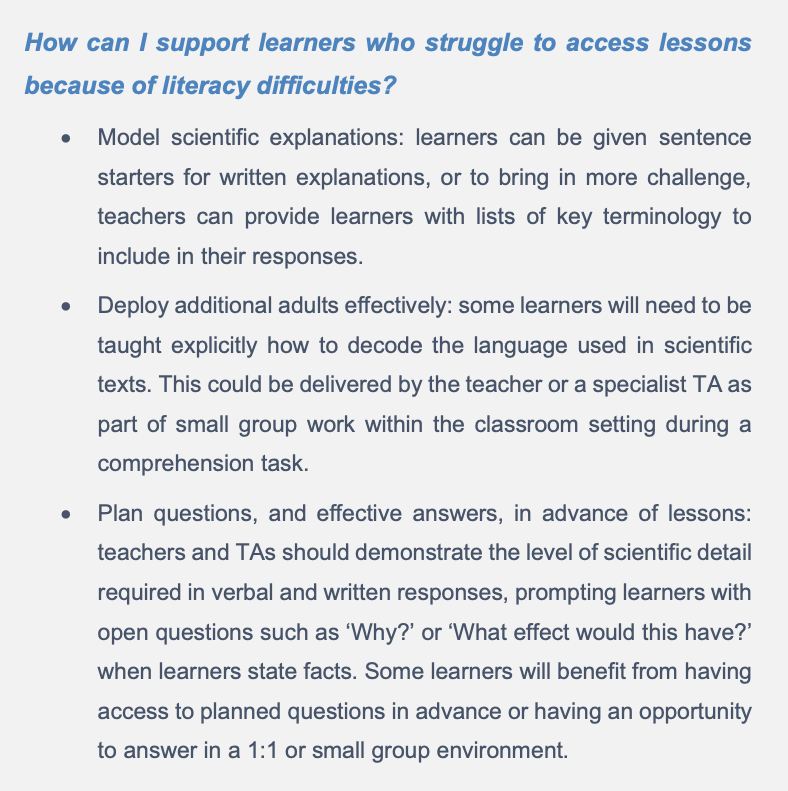 How can I support learners who struggle to access lessons
because of literacy difficulties?
• Model scientific explanations: learners can be given sentence
starters for written explanations, or to bring in more challenge,
teachers can provide learners with lists of key terminology to
include in their responses.
• Deploy additional adults effectively: some learners will need to be
taught explicitly how to decode the language used in scientific
texts. This could be delivered by the teacher or a specialist TA as
part of small group work within the classroom setting during a
comprehension task.
• Plan questions, and effective answers, in advance of lessons:
teachers and TAs should demonstrate the level of scientific detail
required in verbal and written responses, prompting learners with
open questions such as ‘Why?’ or ‘What effect would this have?’
when learners state facts. Some learners will benefit from having
access to planned questions in advance or having an opportunity
to answer in a 1:1 or small group environment.